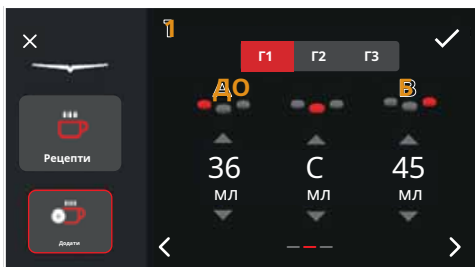 1
Г1 Г2 Г3
ДО В
36 С 45
мл мл мл
Рецепти
Додати